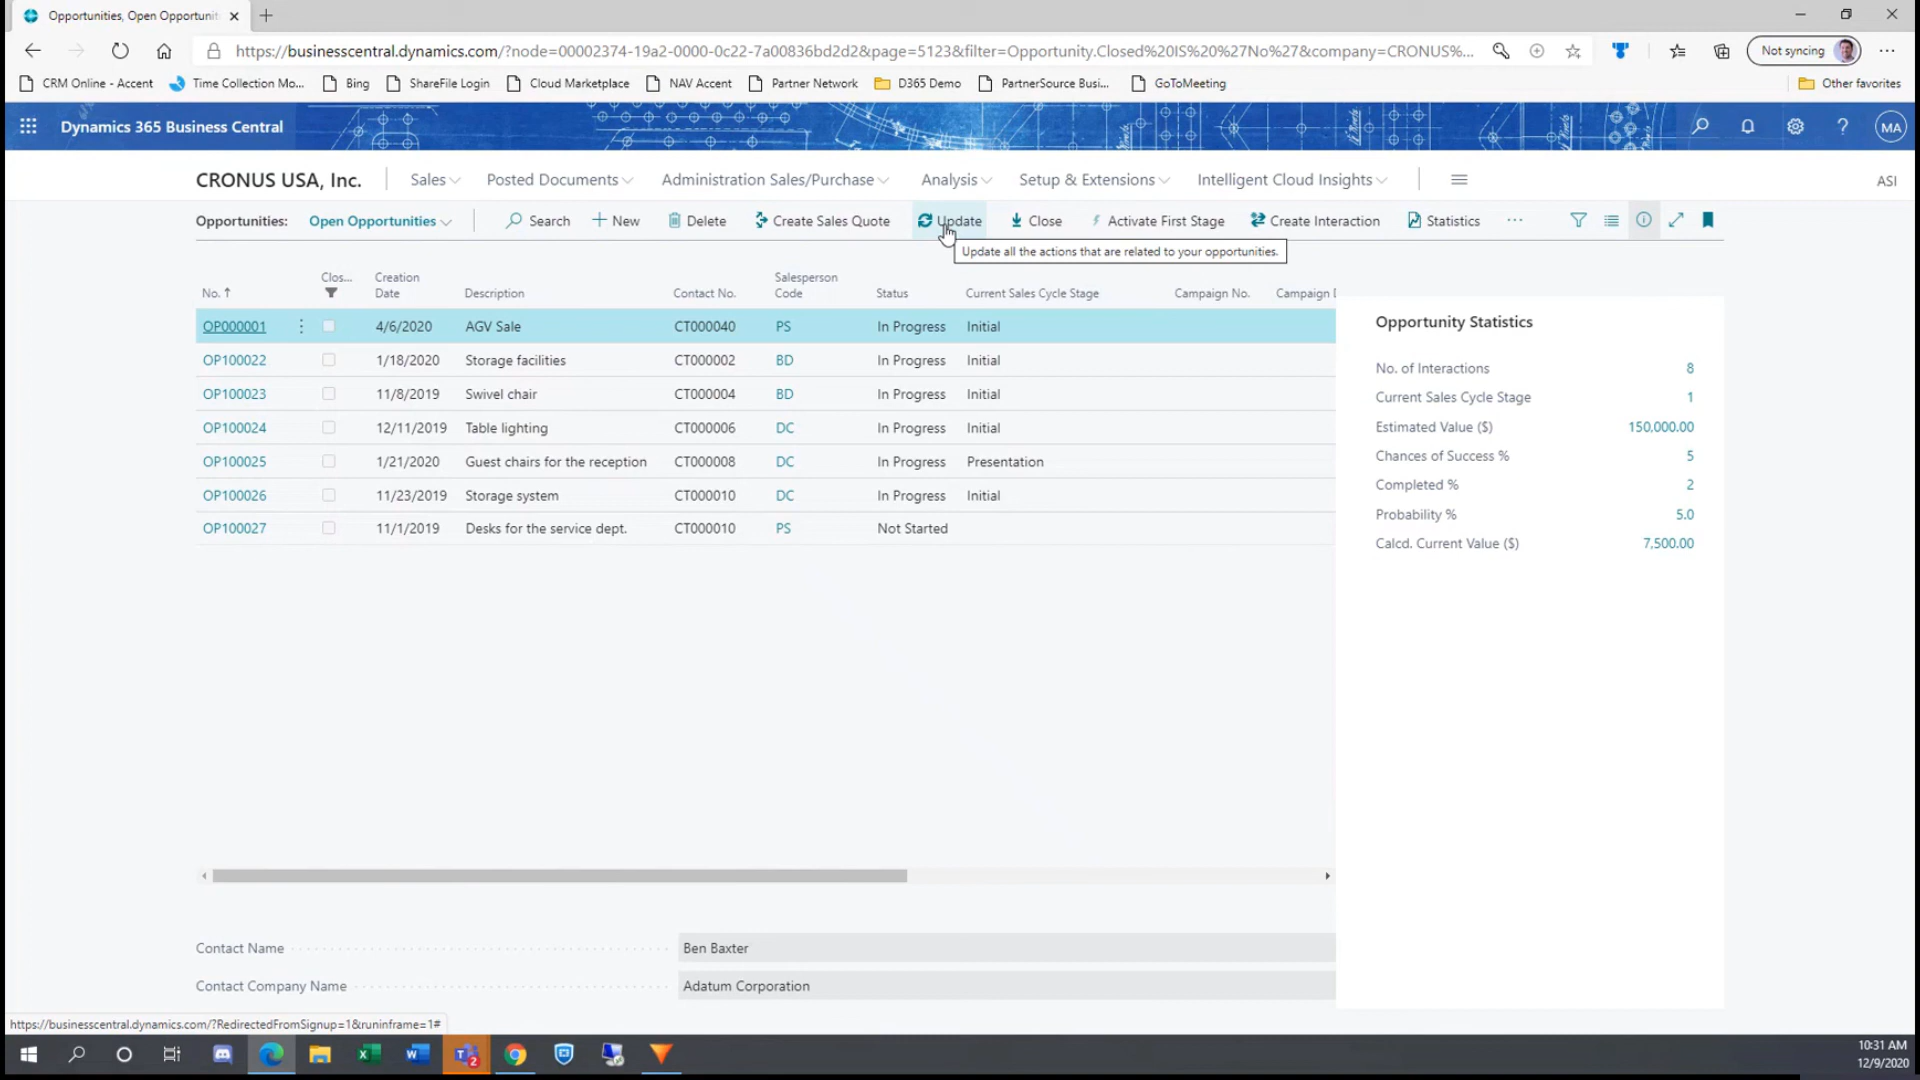 Opportunities, Open Opportuniti
https://businesscentral.dynamics.com/?node=00002374-19a2-0000-0c22-7a00836bd2d2&page=5123&filter=Opportunity.Closed%20IS%20%27No%27&company=CRONUS%...
Not syncing
CRM Online - Accent
Time Collection Mo...
Bing
ShareFile Login
Cloud Marketplace
NAV Accent
Partner Network
D365 Demo
PartnerSource Busi...
GoToMeeting
Other favorites
Dynamics 365 Business Central
?
MA
CRONUS USA, Inc.
Sales
Posted Documents
Administration Sales/Purchase
Analysis
Setup & Extensions
Intelligent Cloud Insights
ASI
Opportunities:
Open Opportunities
Search
New
Delete
Create Sales Quote
Update
Close
Activate First Stage
Create Interaction
Statistics
Update all the actions that are related to your opportunities.
No. ↑ Clos... Creation Date Description Contact No. Salesperson Code Status Current Sales Cycle Stage Campaign No. Campaign D
OP000001 4/6/2020 AGV Sale CT000040 PS In Progress Initial
OP100022 1/18/2020 Storage facilities CT000002 BD In Progress Initial
OP100023 11/8/2019 Swivel chair CT000004 BD In Progress Initial
OP100024 12/11/2019 Table lighting CT000006 DC In Progress Initial
OP100025 1/21/2020 Guest chairs for the reception CT000008 DC In Progress Presentation
OP100026 11/23/2019 Storage system CT000010 DC In Progress Initial
OP100027 11/1/2019 Desks for the service dept. CT000010 PS Not Started
Opportunity Statistics
No. of Interactions 8
Current Sales Cycle Stage 1
Estimated Value ($) 150,000.00
Chances of Success % 5
Completed % 2
Probability % 5.0
Calcd. Current Value ($) 7,500.00
Contact Name Ben Baxter
Contact Company Name Adatum Corporation
https://businesscentral.dynamics.com/?RedirectedFromSignup=1&runinframe=1#
10:31 AM
12/9/2020